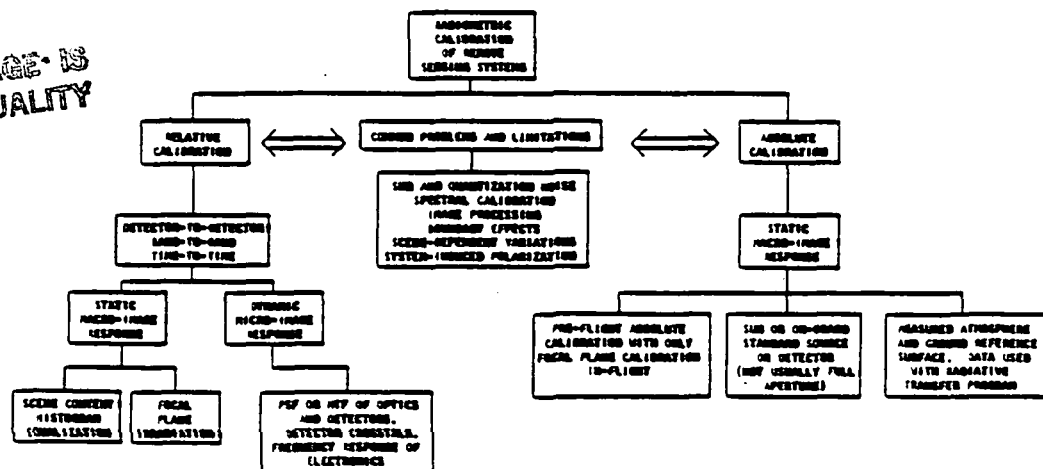 AGE IS
QUALITY
RADIOMETRIC
CALIBRATION
OF REMOTE
SENSING SYSTEMS
RELATIVE
CALIBRATION
COMMON PROBLEMS AND LIMITATIONS
ABSOLUTE
CALIBRATION
AND QUANTIZATION NOISE
SPECTRAL CALIBRATION
IMAGE PROCESSING
EFFECTS
SCENE-DEPENDENT VARIATIONS
SYSTEM-INDUCED POLARIZATION
DETECTOR-TO-DETECTOR
BAND-TO-BAND
TIME-TO-TIME
STATIC
MACRO-IMAGE
RESPONSE
STATIC
MACRO-IMAGE
RESPONSE
DYNAMIC
MICRO-IMAGE
RESPONSE
PRE-FLIGHT ABSOLUTE
CALIBRATION WITH ONLY
FOCAL PLANE CALIBRATION
IN-FLIGHT
SUN OR ON-BOARD
STANDARD SOURCE
OR DETECTOR
(NOT USUALLY FULL
APERTURE)
MEASURED ATMOSPHERE
AND GROUND REFERENCE
SURFACE. DATA USED
WITH RADIATIVE
TRANSFER PROGRAM
SCENE CONTENT
HISTOGRAM
EQUALIZATION
FOCAL
PLANE
IRRADIATION
PSF OR MTF OF OPTICS
AND DETECTORS.
DETECTOR CROSSTALK.
FREQUENCY RESPONSE OF
ELECTRONICS